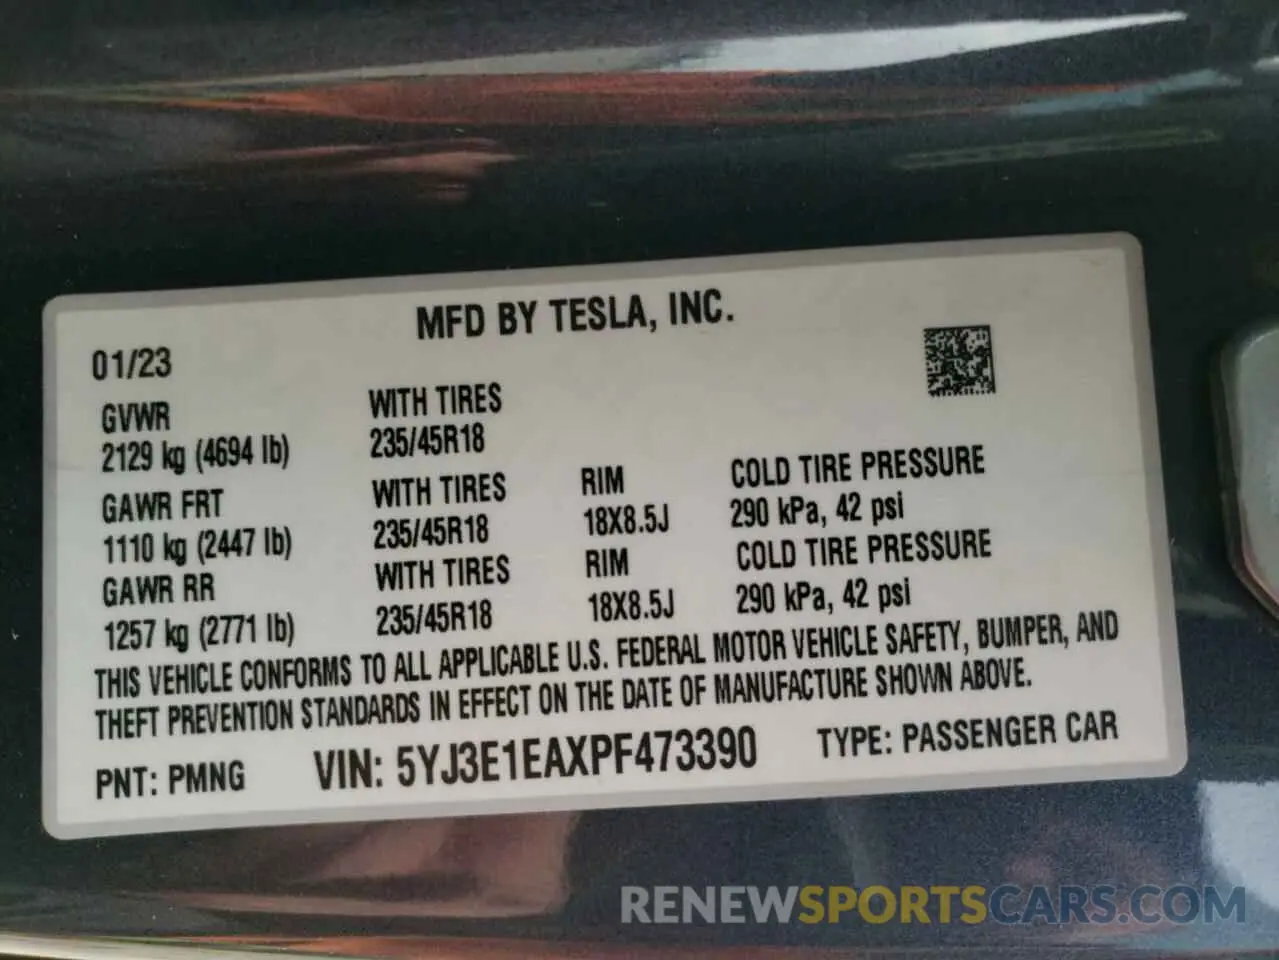 MFD BY TESLA, INC.
01/23
GVWR
2129 kg (4694 lb)
WITH TIRES
235/45R18
GAWR FRT
1110 kg (2447 lb)
WITH TIRES
235/45R18
RIM
18X8.5J
COLD TIRE PRESSURE
290 kPa, 42 psi
GAWR RR
1257 kg (2771 lb)
WITH TIRES
235/45R18
RIM
18X8.5J
COLD TIRE PRESSURE
290 kPa, 42 psi
THIS VEHICLE CONFORMS TO ALL APPLICABLE U.S. FEDERAL MOTOR VEHICLE SAFETY, BUMPER, AND
THEFT PREVENTION STANDARDS IN EFFECT ON THE DATE OF MANUFACTURE SHOWN ABOVE.
PNT: PMNG VIN: 5YJ3E1EAXPF473390 TYPE: PASSENGER CAR
RENEWSPORTSCARS.COM